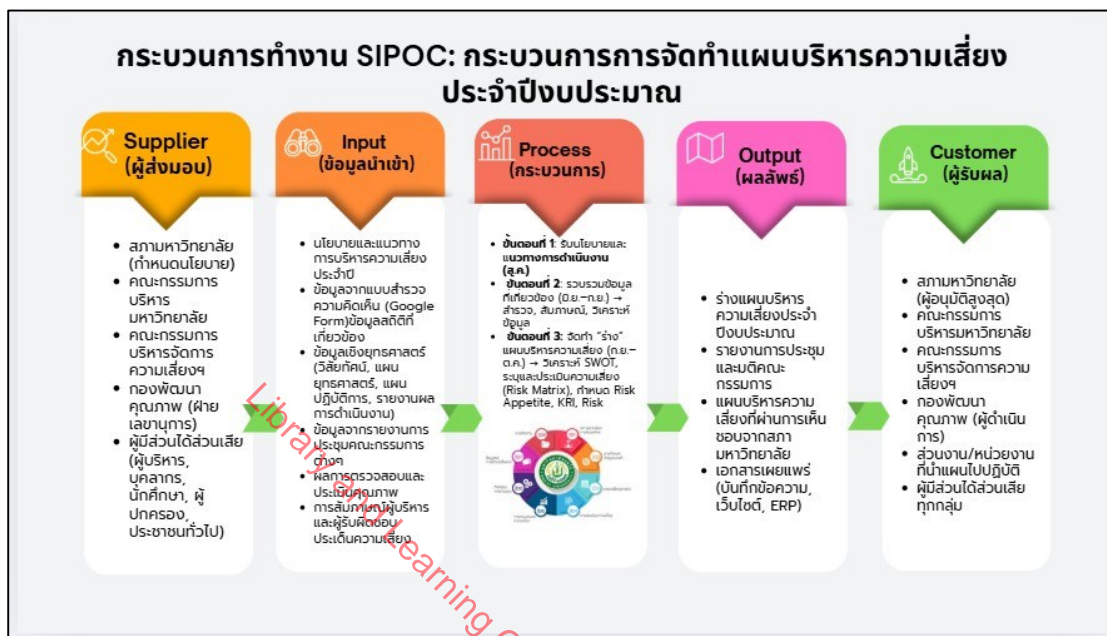 กระบวนการทำงาน SIPOC: กระบวนการการจัดทำแผนบริหารความเสี่ยง
ประจำปีงบประมาณ
Supplier
(ผู้ส่งมอบ)
• สภามหาวิทยาลัย
(กำหนดนโยบาย)
• คณะกรรมการ
บริหาร
มหาวิทยาลัย
• คณะกรรมการ
บริหารจัดการ
ความเสี่ยงฯ
• กองพัฒนา
คุณภาพ (ฝ่าย
เลขานุการ)
• ผู้มีส่วนได้ส่วนเสีย
(ผู้บริหาร,
บุคลากร,
นักศึกษา, ผู้
ปกครอง,
ประชาชนทั่วไป)
Input
(ข้อมูลนำเข้า)
• นโยบายและแนวทาง
การบริหารความเสี่ยง
ประจำปี
• ข้อมูลจากแบบสำรวจ
ความคิดเห็น (Google
Form)ข้อมูลสถิติที่
เกี่ยวข้อง
• ข้อมูลเชิงยุทธศาสตร์
(วิสัยทัศน์, แผน
ยุทธศาสตร์, แผน
ปฏิบัติการ, รายงานผล
การดำเนินงาน)
• ข้อมูลจากรายงานการ
ประชุมคณะกรรมการ
ต่างๆ
• ผลการตรวจสอบและ
ประเมินคุณภาพ
• การสัมภาษณ์ผู้บริหาร
และผู้รับผิดชอบ
ประเด็นความเสี่ยง
Process
(กระบวนการ)
• ขั้นตอนที่ 1: รับนโยบายและ
แนวทางการดำเนินงาน
(สุ.ค.)
• ขั้นตอนที่ 2: รวบรวมข้อมูล
ที่เกี่ยวข้อง (มิ.ย.–ก.ย.) →
สำรวจ, สัมภาษณ์, วิเคราะห์
ข้อมูล
• ขั้นตอนที่ 3: จัดทำ "ร่าง"
แผนบริหารความเสี่ยง (ก.ย.–
ต.ค.) → วิเคราะห์ SWOT,
ระบุและประเมินความเสี่ยง
(Risk Matrix), กำหนด Risk
Appetite, KRI, Risk
Output
(ผลลัพธ์)
• ร่างแผนบริหาร
ความเสี่ยงประจำ
ปีงบประมาณ
• รายงานการประชุม
และมติคณะ
กรรมการ
• แผนบริหารความ
เสี่ยงที่ผ่านการเห็น
ชอบจากสภา
มหาวิทยาลัย
• เอกสารเผยแพร่
(บันทึกข้อความ,
เว็บไซต์, ERP)
Customer
(ผู้รับผล)
• สภามหาวิทยาลัย
(ผู้อนุมัติสูงสุด)
• คณะกรรมการ
บริหารมหาวิทยาลัย
• คณะกรรมการ
บริหารจัดการความ
เสี่ยงฯ
• กองพัฒนา
คุณภาพ (ผู้ดำเนิน
การ)
• ส่วนงาน/หน่วยงาน
ที่นำแผนไปปฏิบัติ
• ผู้มีส่วนได้ส่วนเสีย
ทุกกลุ่ม
Library and Learning